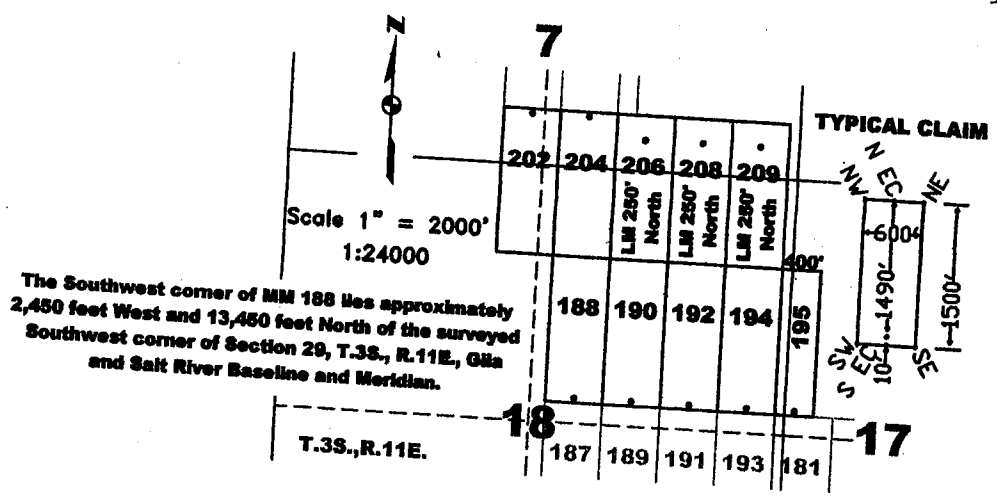 N
7
TYPICAL CLAIM
202 204 206 208 209
LM 250' North
LM 250' North
LM 250' North
N EC
NW
NE
600'
1490'
1500'
10'
SW
S EC
SE
Scale 1" = 2000'
1:24000
400'
The Southwest corner of MM 188 lies approximately
2,450 feet West and 13,450 feet North of the surveyed
Southwest corner of Section 29, T.3S., R.11E., Gila
and Salt River Baseline and Meridian.
188 190 192 194 195
18
17
T.3S.,R.11E.
187 189 191 193 181